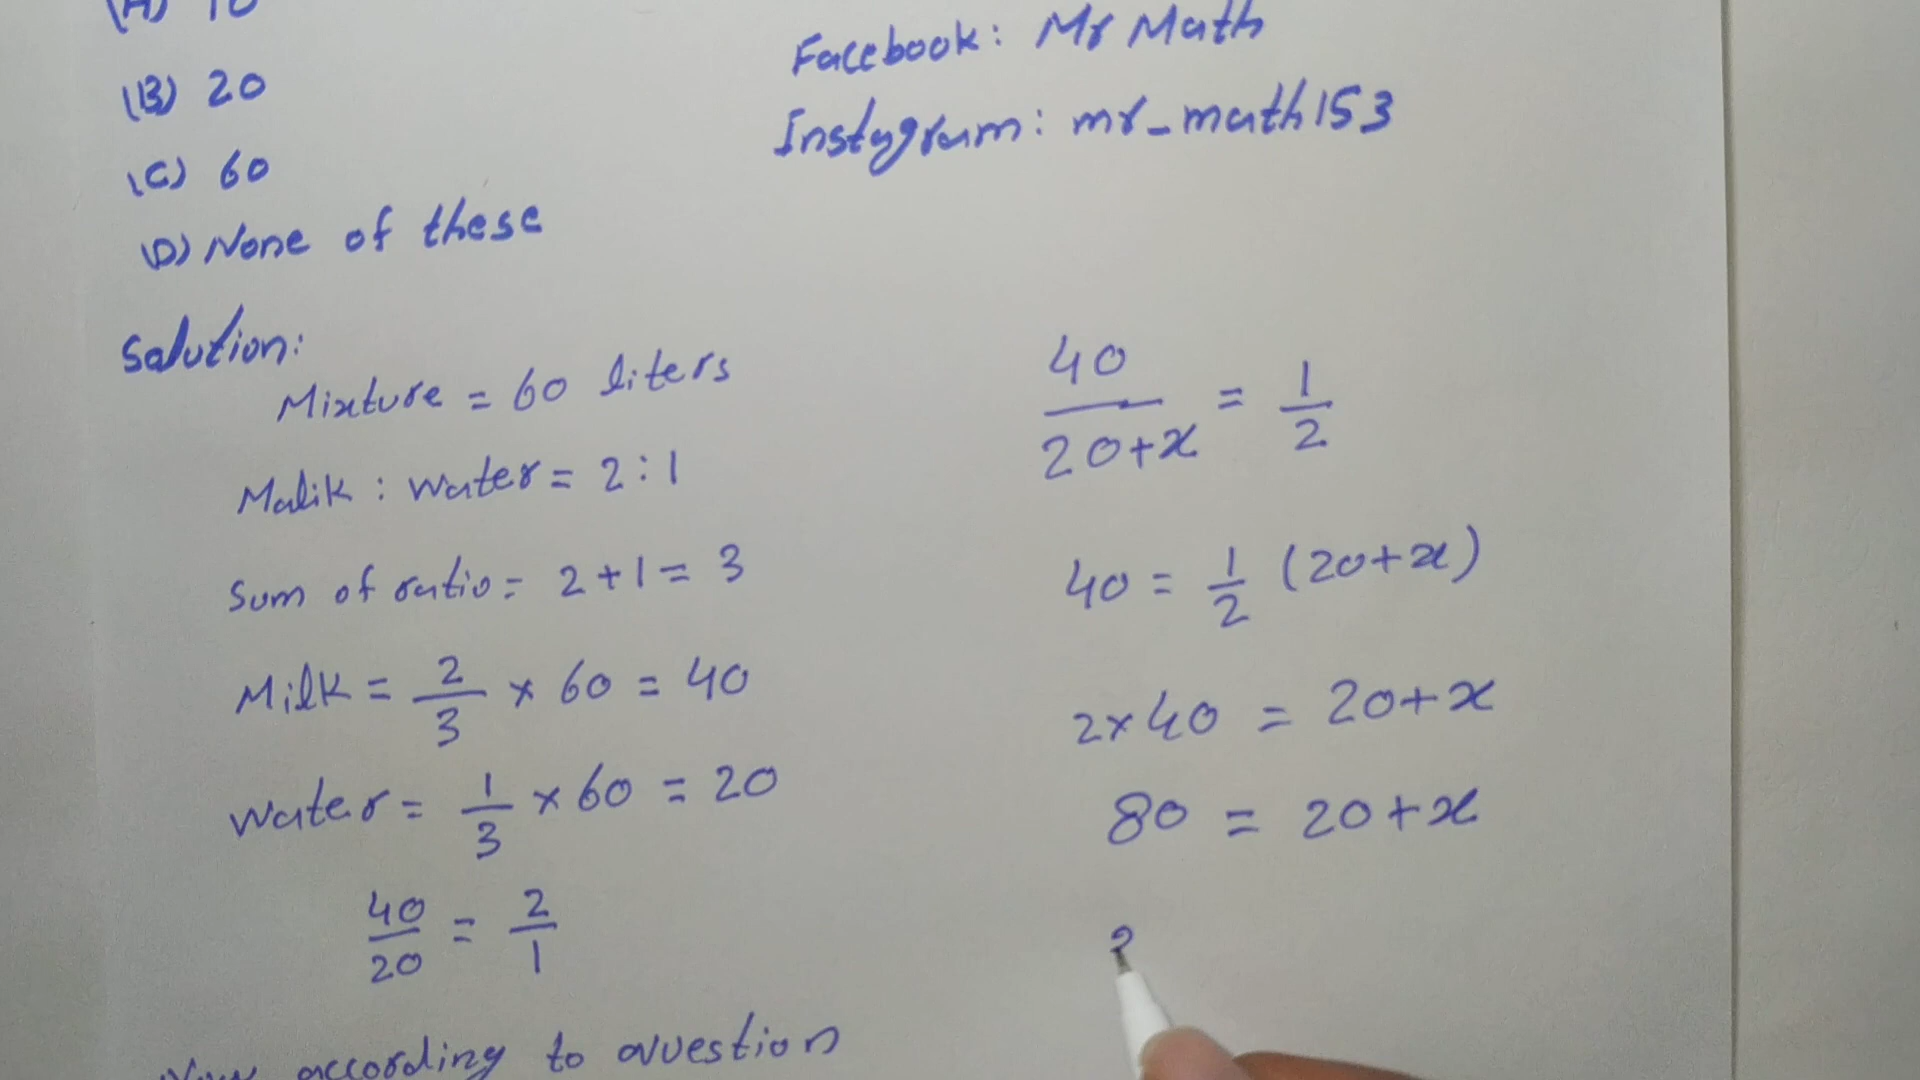 (A) 10
(B) 20
(C) 60
(D) None of these
Facebook: Mr Math
Instagram: mr_math153
Solution:
Mixture = 60 liters
Malik : water = 2:1
Sum of ratio = 2+1 = 3
Milk = 2/3 × 60 = 40
water = 1/3 × 60 = 20
40/20 = 2/1
Now according to question
40/20+x = 1/2
40 = 1/2 (20+x)
2×40 = 20+x
80 = 20+x